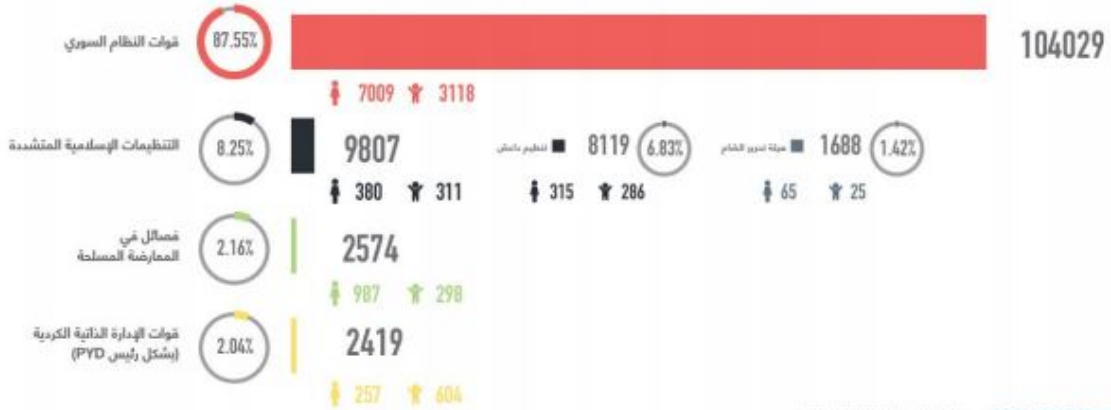 قوات النظام السوري
87.55%
104029
7009 3118
التنظيمات الإسلامية المتشددة
8.25%
9807
تنظيم داعش
8119
6.83%
هيئة تحرير الشام
1688
1.42%
380 311
315 286
65 25
فصائل في
المعارضة المسلحة
2.16%
2574
987 298
قوات الإدارة الذاتية الكردية
(بشكل رئيس PYD)
2.04%
2419
257 604